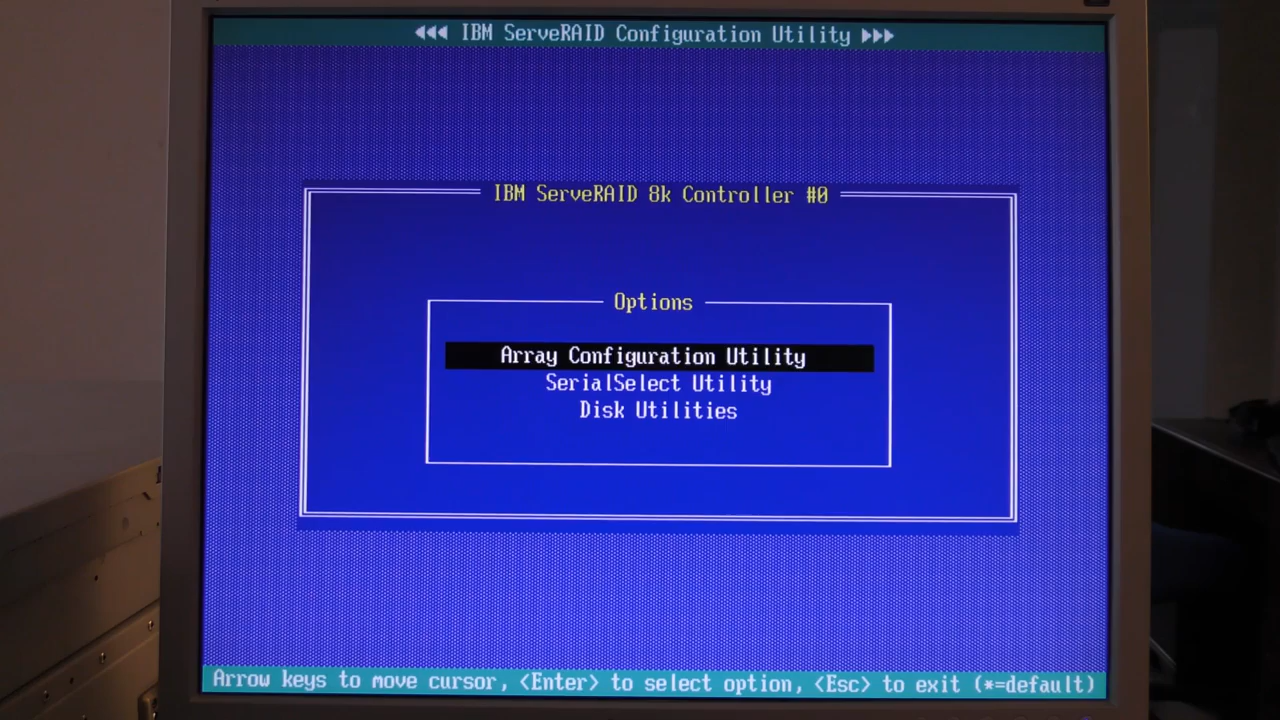 ◄◄◄ IBM ServeRAID Configuration Utility ►►►
IBM ServeRAID 8k Controller #0
Options
Array Configuration Utility
SerialSelect Utility
Disk Utilities
Arrow keys to move cursor, <Enter> to select option, <Esc> to exit (*=default)